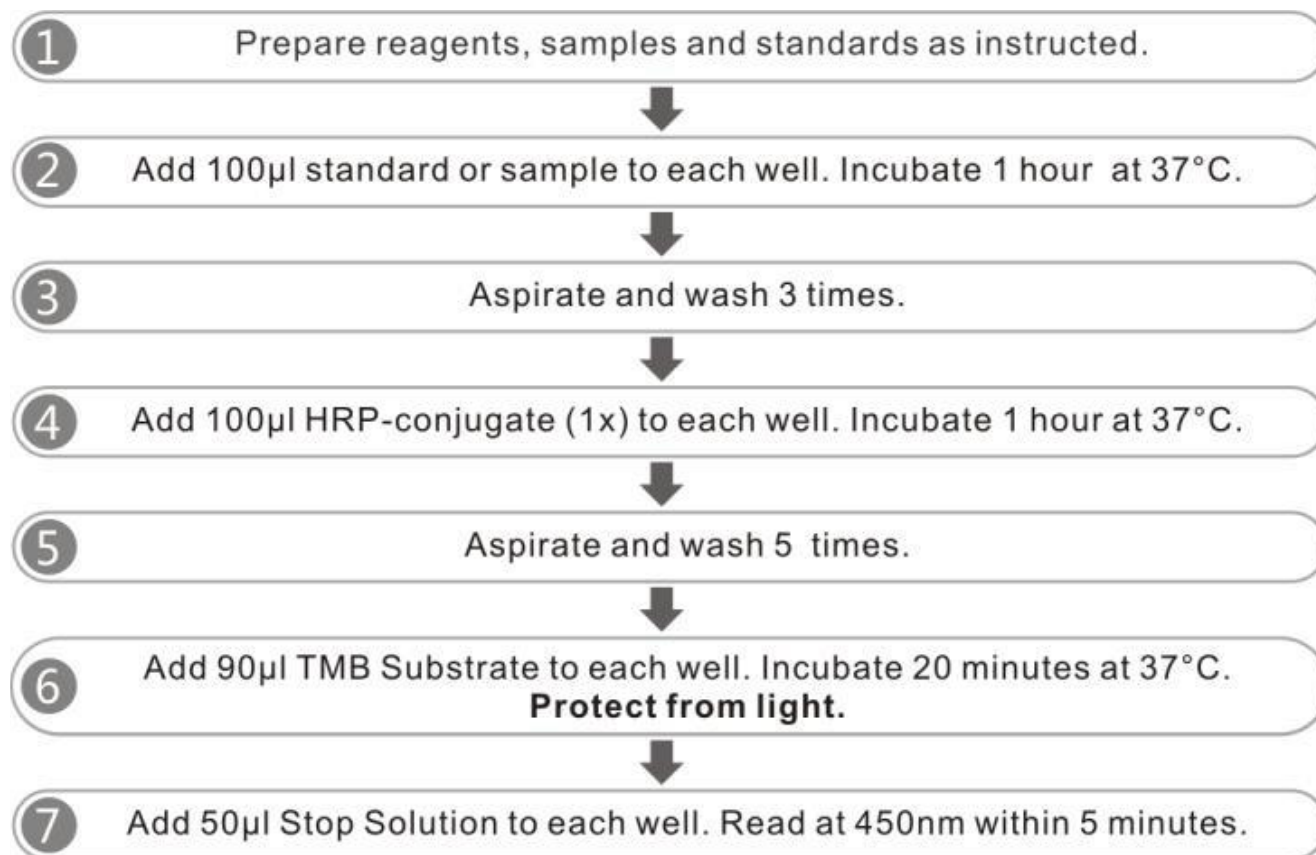 1 Prepare reagents, samples and standards as instructed.
2 Add 100μl standard or sample to each well. Incubate 1 hour at 37°C.
3 Aspirate and wash 3 times.
4 Add 100μl HRP-conjugate (1x) to each well. Incubate 1 hour at 37°C.
5 Aspirate and wash 5 times.
6 Add 90μl TMB Substrate to each well. Incubate 20 minutes at 37°C.
Protect from light.
7 Add 50μl Stop Solution to each well. Read at 450nm within 5 minutes.